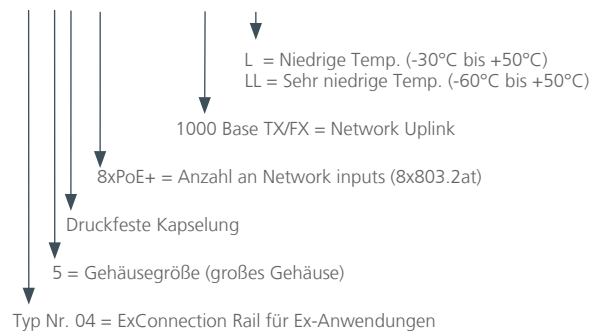 L = Niedrige Temp. (-30°C bis +50°C)
LL = Sehr niedrige Temp. (-60°C bis +50°C)
1000 Base TX/FX = Network Uplink
8xPoE+ = Anzahl an Network inputs (8x803.2at)
Druckfeste Kapselung
5 = Gehäusegröße (großes Gehäuse)
Typ Nr. 04 = ExConnection Rail für Ex-Anwendungen